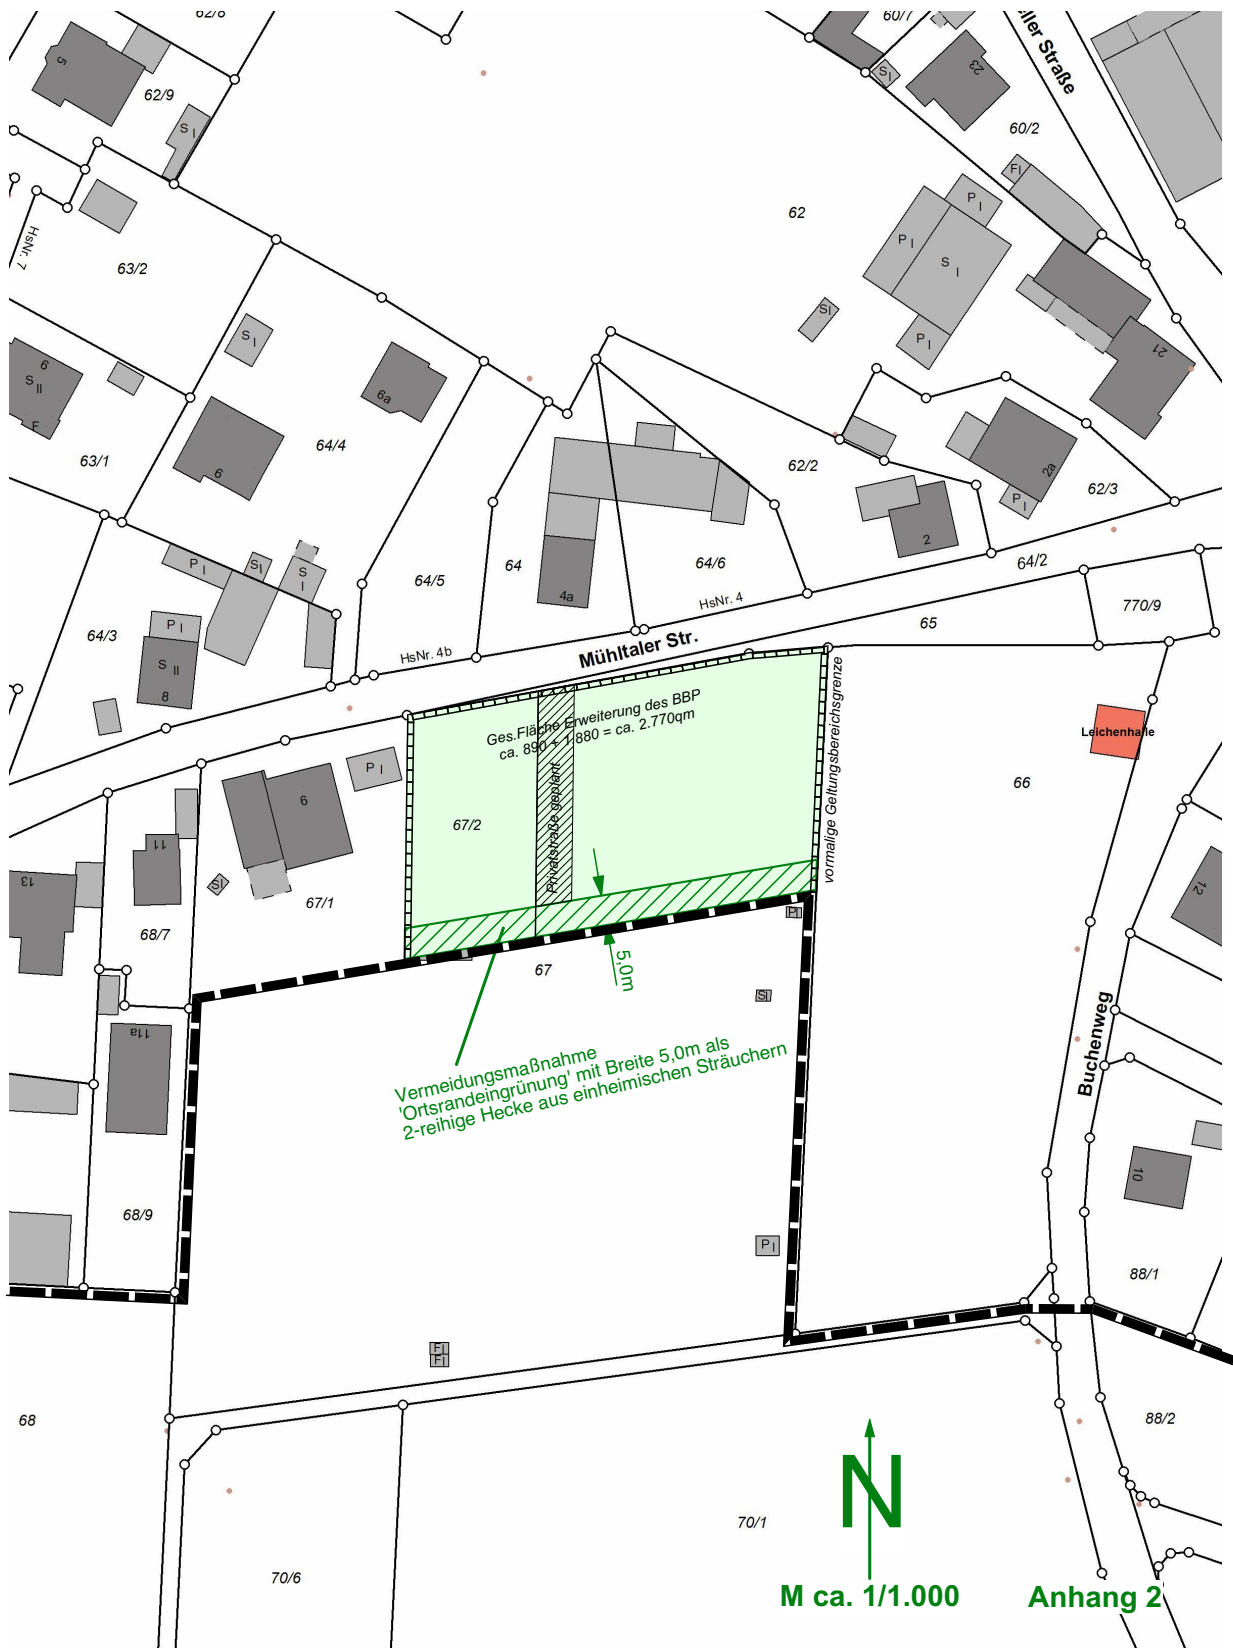 62/8
60/7
eller Straße
5
62/9
S I
S I
23
60/2
F I
P I
62
P I
S I
HsNr. 7
63/2
S I
S I
P I
21
9
S II
F
6a
63/1
6
64/4
62/2
2a
P I
62/3
2
P I
S I
S I
64/5
64
4a
64/6
64/2
HsNr. 4
770/9
64/3
P I
S II
8
HsNr. 4b
Mühltaler Str.
65
Ges.Fläche Erweiterung des BBP
ca. 890 + 1.880 = ca. 2.770qm
vormalige Geltungsbereichsgrenze
Leichenhalle
P I
9
Privatstraße geplant
66
67/2
11
13
S I
67/1
12
68/7
P I
67
5,0m
S I
11a
Buchenweg
Vermeidungsmaßnahme
'Ortsrandeingrünung' mit Breite 5,0m als
2-reihige Hecke aus einheimischen Sträuchern
10
68/9
P I
88/1
F I
F I
68
88/2
N
70/1
70/6
M ca. 1/1.000
Anhang 2